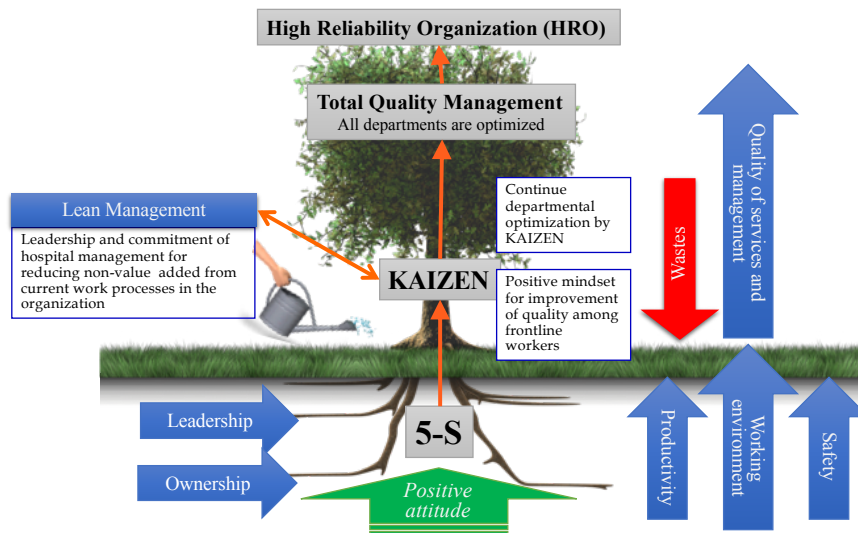 High Reliability Organization (HRO)
Total Quality Management
All departments are optimized
Lean Management
Leadership and commitment of
hospital management for
reducing non-value added from
current work processes in the
organization
Continue
departmental
optimization by
KAIZEN
KAIZEN
Positive mindset
for improvement
of quality among
frontline
workers
Wastes
Quality of services and
management
Leadership
Ownership
5-S
Positive
attitude
Productivity
Working
environment
Safety